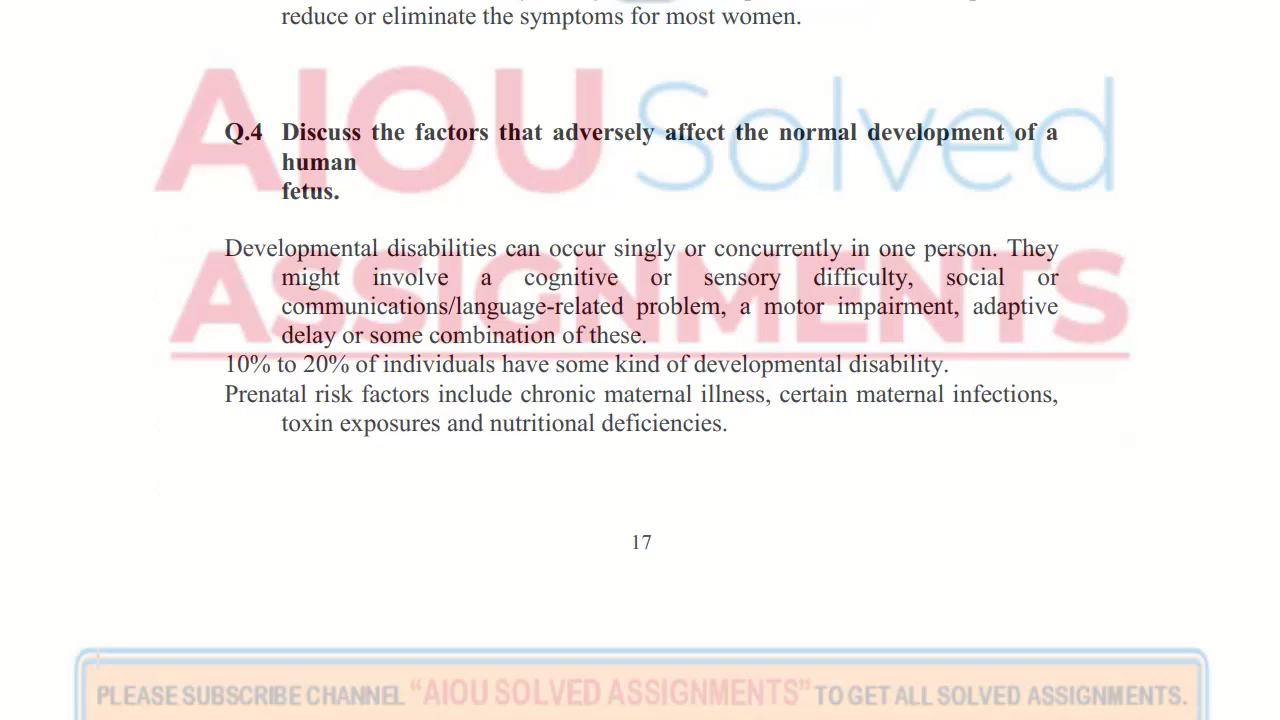 reduce or eliminate the symptoms for most women.
AIOU Solved
Q.4 Discuss the factors that adversely affect the normal development of a
human
fetus.
ASSIGNMENTS
Developmental disabilities can occur singly or concurrently in one person. They
might involve a cognitive or sensory difficulty, social or
communications/language-related problem, a motor impairment, adaptive
delay or some combination of these.
10% to 20% of individuals have some kind of developmental disability.
Prenatal risk factors include chronic maternal illness, certain maternal infections,
toxin exposures and nutritional deficiencies.
17
PLEASE SUBSCRIBE CHANNEL “AIOU SOLVED ASSIGNMENTS” TO GET ALL SOLVED ASSIGNMENTS.